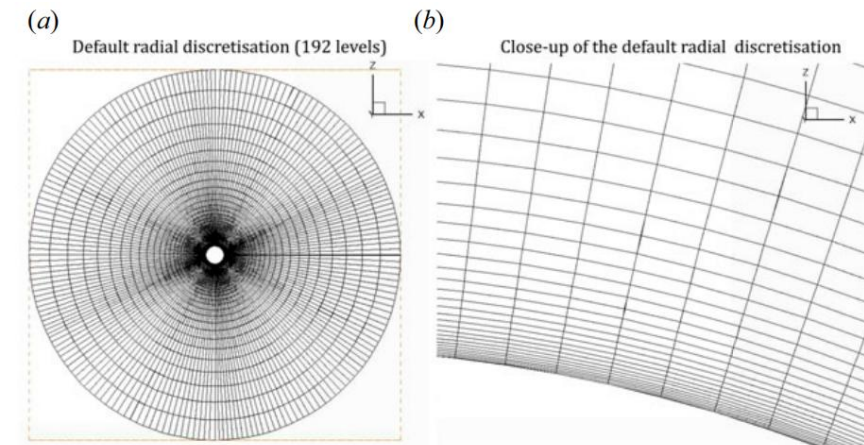 (a)
Default radial discretisation (192 levels)
z
x
(b)
Close-up of the default radial discretisation
z
x